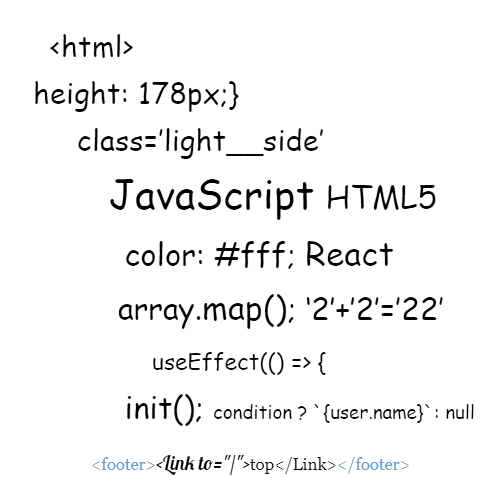 <html>
height: 178px;}
class='light__side'
JavaScript HTML5
color: #fff; React
array.map(); '2'+'2'='22'
useEffect(() => {
init(); condition ? `{user.name}`: null
<footer><Link to="/">top</Link></footer>